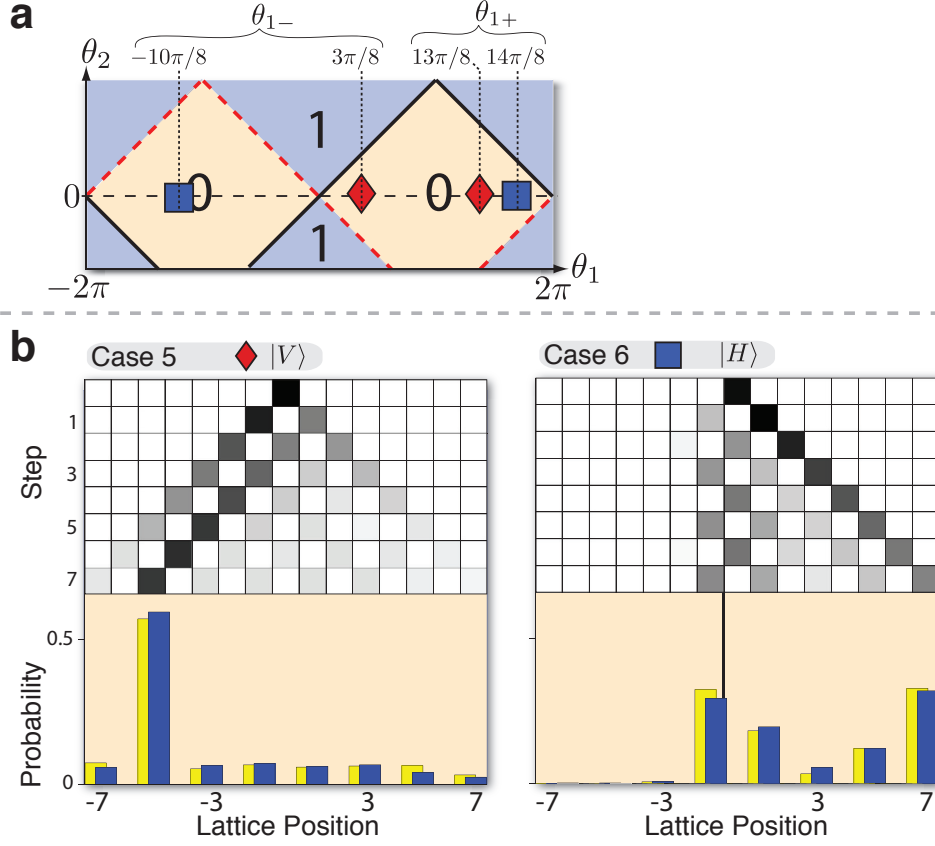 a
θ1− θ1+
θ2 −10π/8 3π/8 13π/8 14π/8
1
0 0 0
1
−2π 2π θ1
b
Case 5 |V⟩ Case 6 |H⟩
Step
1
3
5
7
Probability
0.5
0
-7 -3 3 7 -7 -3 3 7
Lattice Position Lattice Position